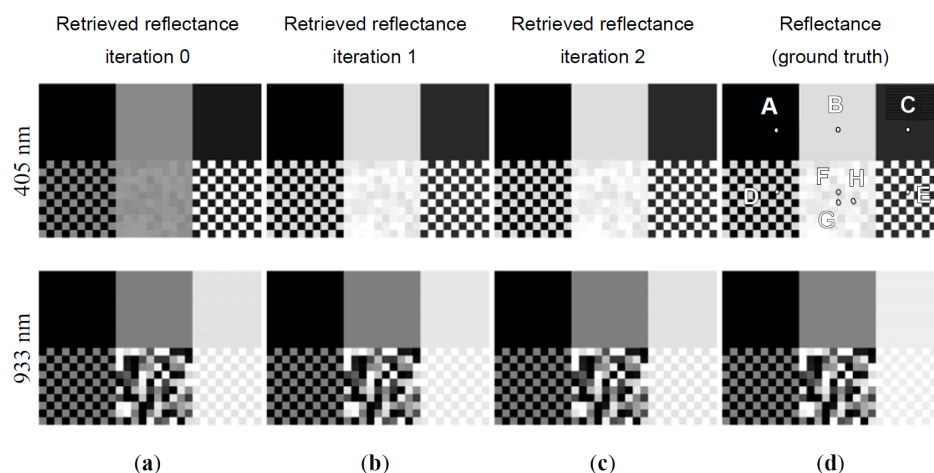 Retrieved reflectance
iteration 0
Retrieved reflectance
iteration 1
Retrieved reflectance
iteration 2
Reflectance
(ground truth)
405 nm
A
B
C
D
F
H
E
G
933 nm
(a)
(b)
(c)
(d)